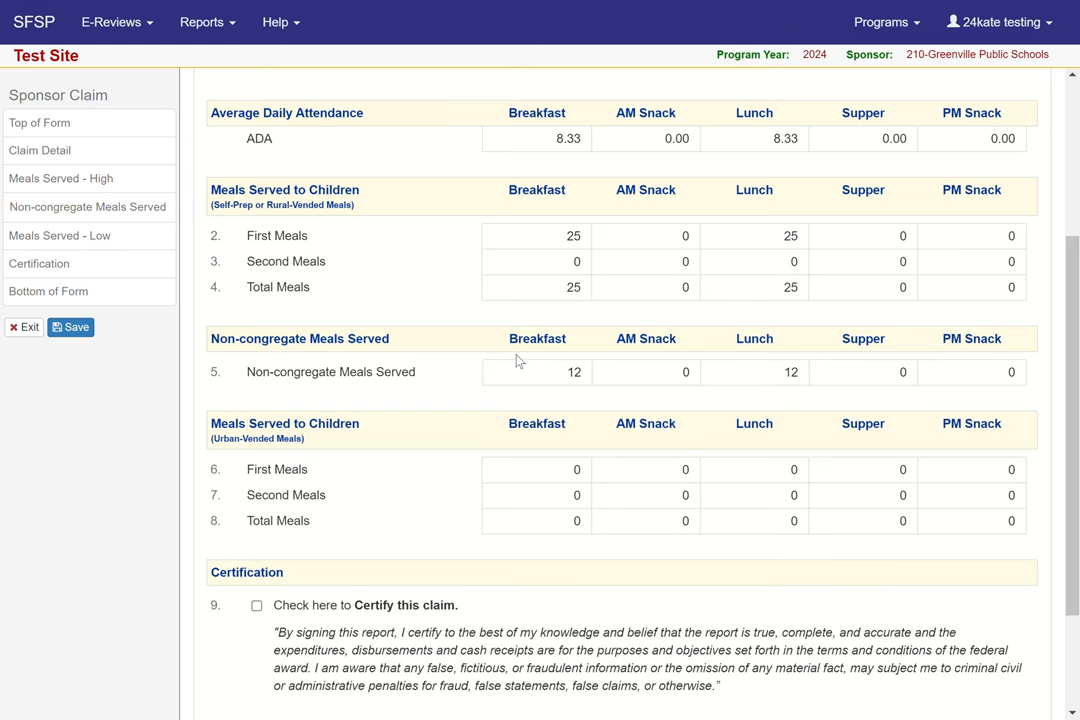 SFSP E-Reviews Reports Help Programs 24kate testing
Test Site Program Year: 2024 Sponsor: 210-Greenville Public Schools
Sponsor Claim
Top of Form
Claim Detail
Meals Served - High
Non-congregate Meals Served
Meals Served - Low
Certification
Bottom of Form
Exit Save
Average Daily Attendance Breakfast AM Snack Lunch Supper PM Snack
ADA 8.33 0.00 8.33 0.00 0.00
Meals Served to Children Breakfast AM Snack Lunch Supper PM Snack
(Self-Prep or Rural-Vended Meals)
2. First Meals 25 0 25 0 0
3. Second Meals 0 0 0 0 0
4. Total Meals 25 0 25 0 0
Non-congregate Meals Served Breakfast AM Snack Lunch Supper PM Snack
5. Non-congregate Meals Served 12 0 12 0 0
Meals Served to Children Breakfast AM Snack Lunch Supper PM Snack
(Urban-Vended Meals)
6. First Meals 0 0 0 0 0
7. Second Meals 0 0 0 0 0
8. Total Meals 0 0 0 0 0
Certification
9. Check here to Certify this claim.
"By signing this report, I certify to the best of my knowledge and belief that the report is true, complete, and accurate and the
expenditures, disbursements and cash receipts are for the purposes and objectives set forth in the terms and conditions of the federal
award. I am aware that any false, fictitious, or fraudulent information or the omission of any material fact, may subject me to criminal civil
or administrative penalties for fraud, false statements, false claims, or otherwise.”